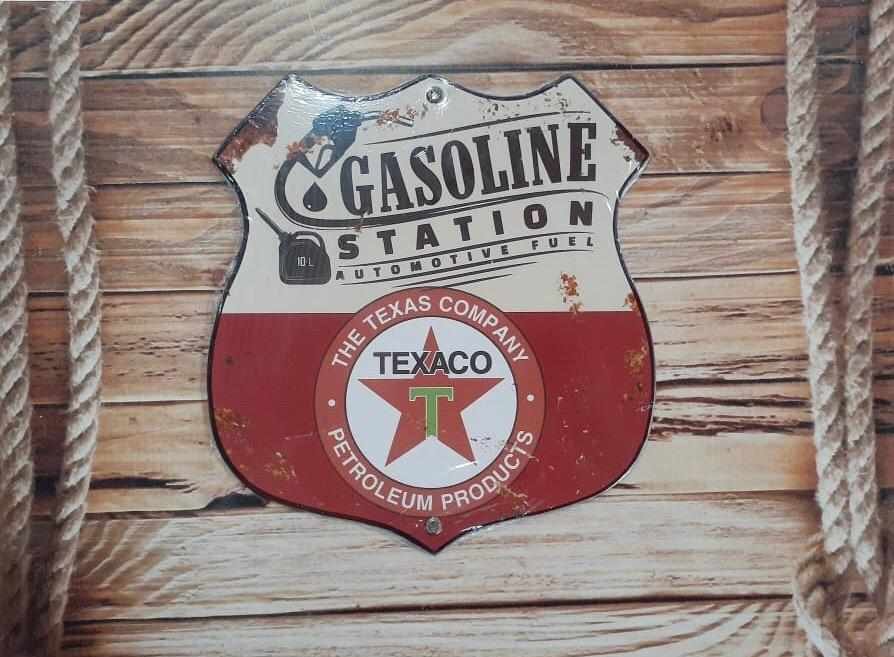 GASOLINE
STATION
AUTOMOTIVE FUEL
10 L
THE TEXAS COMPANY
TEXACO
T
PETROLEUM PRODUCTS